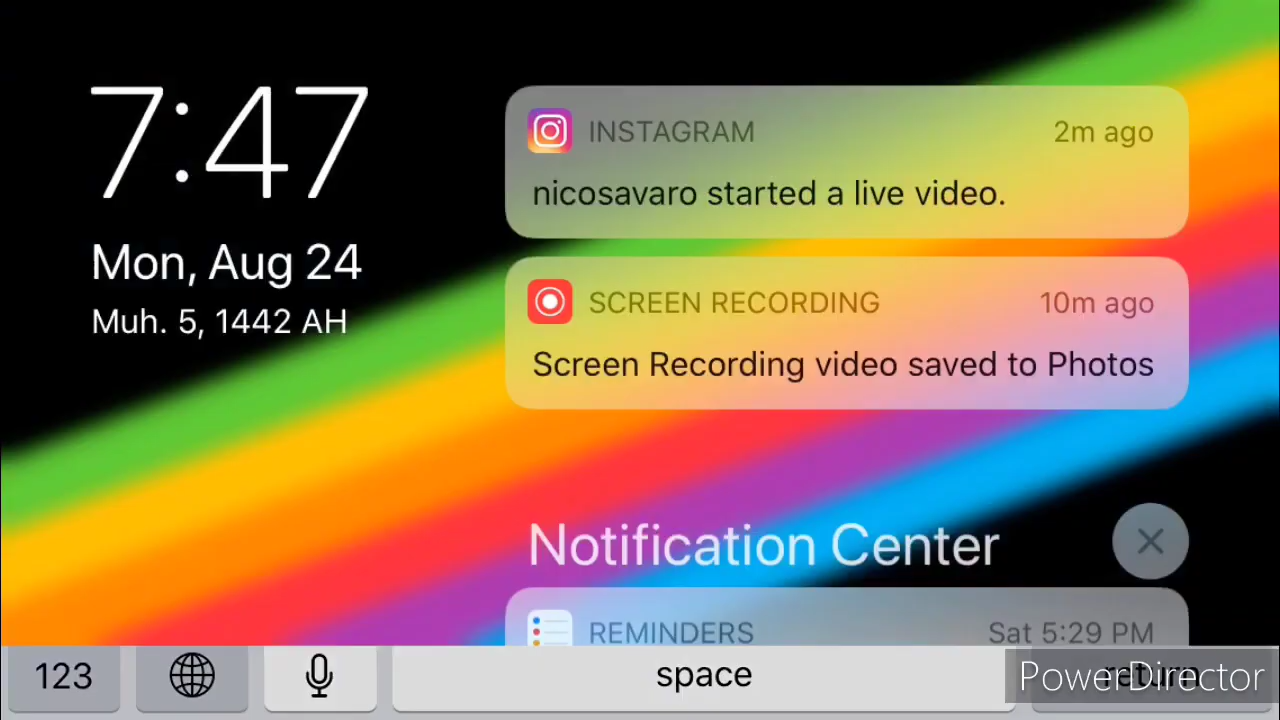 7:47
Mon, Aug 24
Muh. 5, 1442 AH
INSTAGRAM 2m ago
nicosavaro started a live video.
SCREEN RECORDING 10m ago
Screen Recording video saved to Photos
Notification Center
REMINDERS Sat 5:29 PM
123 space return
PowerDirector